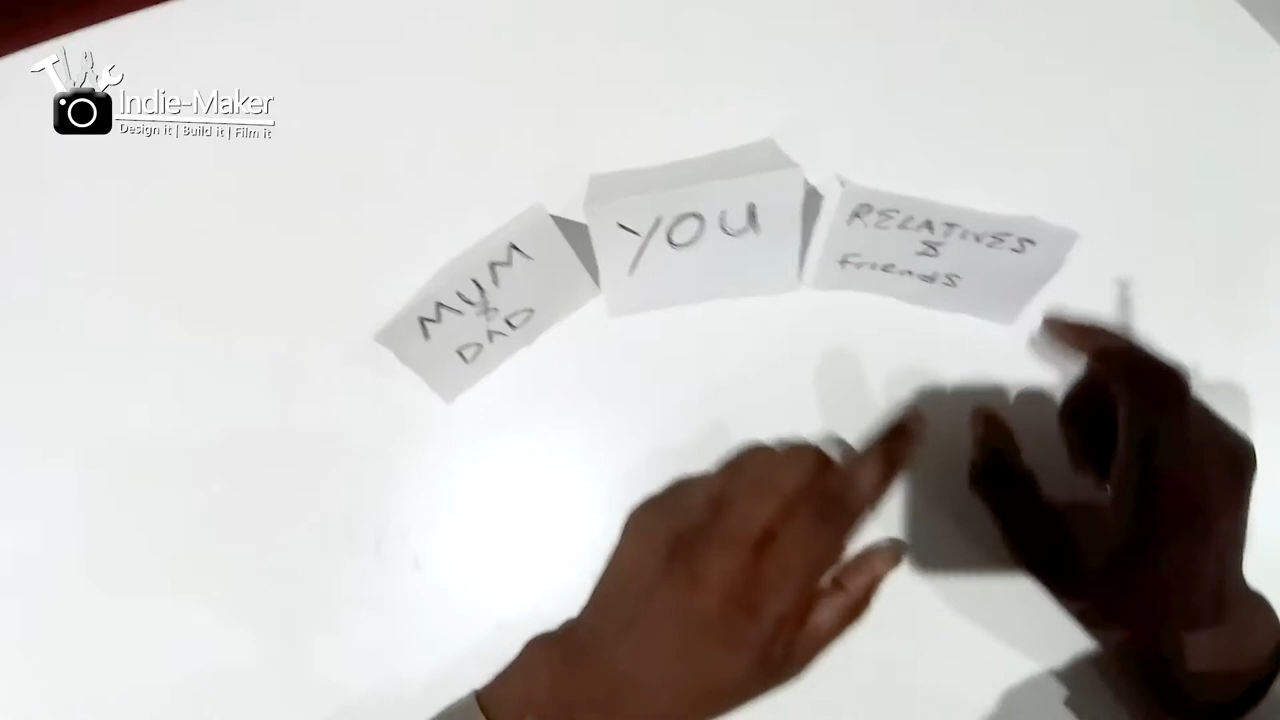 Indie-Maker
Design it | Build it | Film it
MUM
&
DAD
YOU
RELATIVES
&
friends